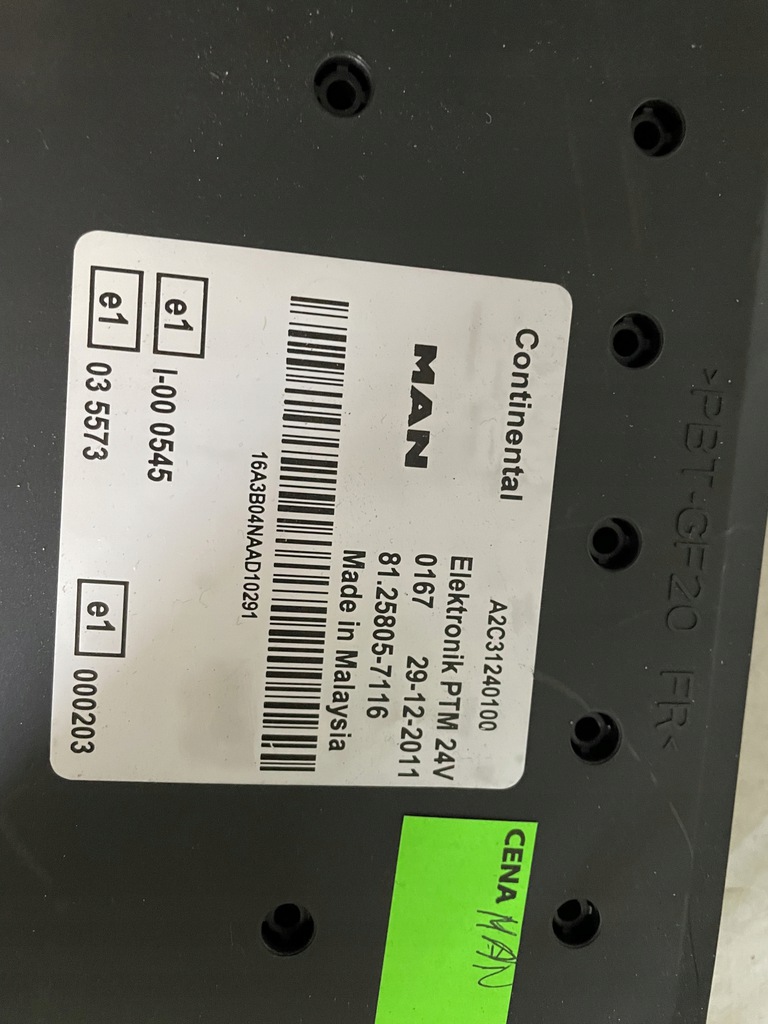 >PBT-GF20 FR<
Continental
A2C31240100
MAN
Elektronik PTM 24V
0167 29-12-2011
81.25805-7116
Made in Malaysia
16A3B04NAAD10291
e1 I-00 0545
e1 03 5573
e1 000203
CENA MAN